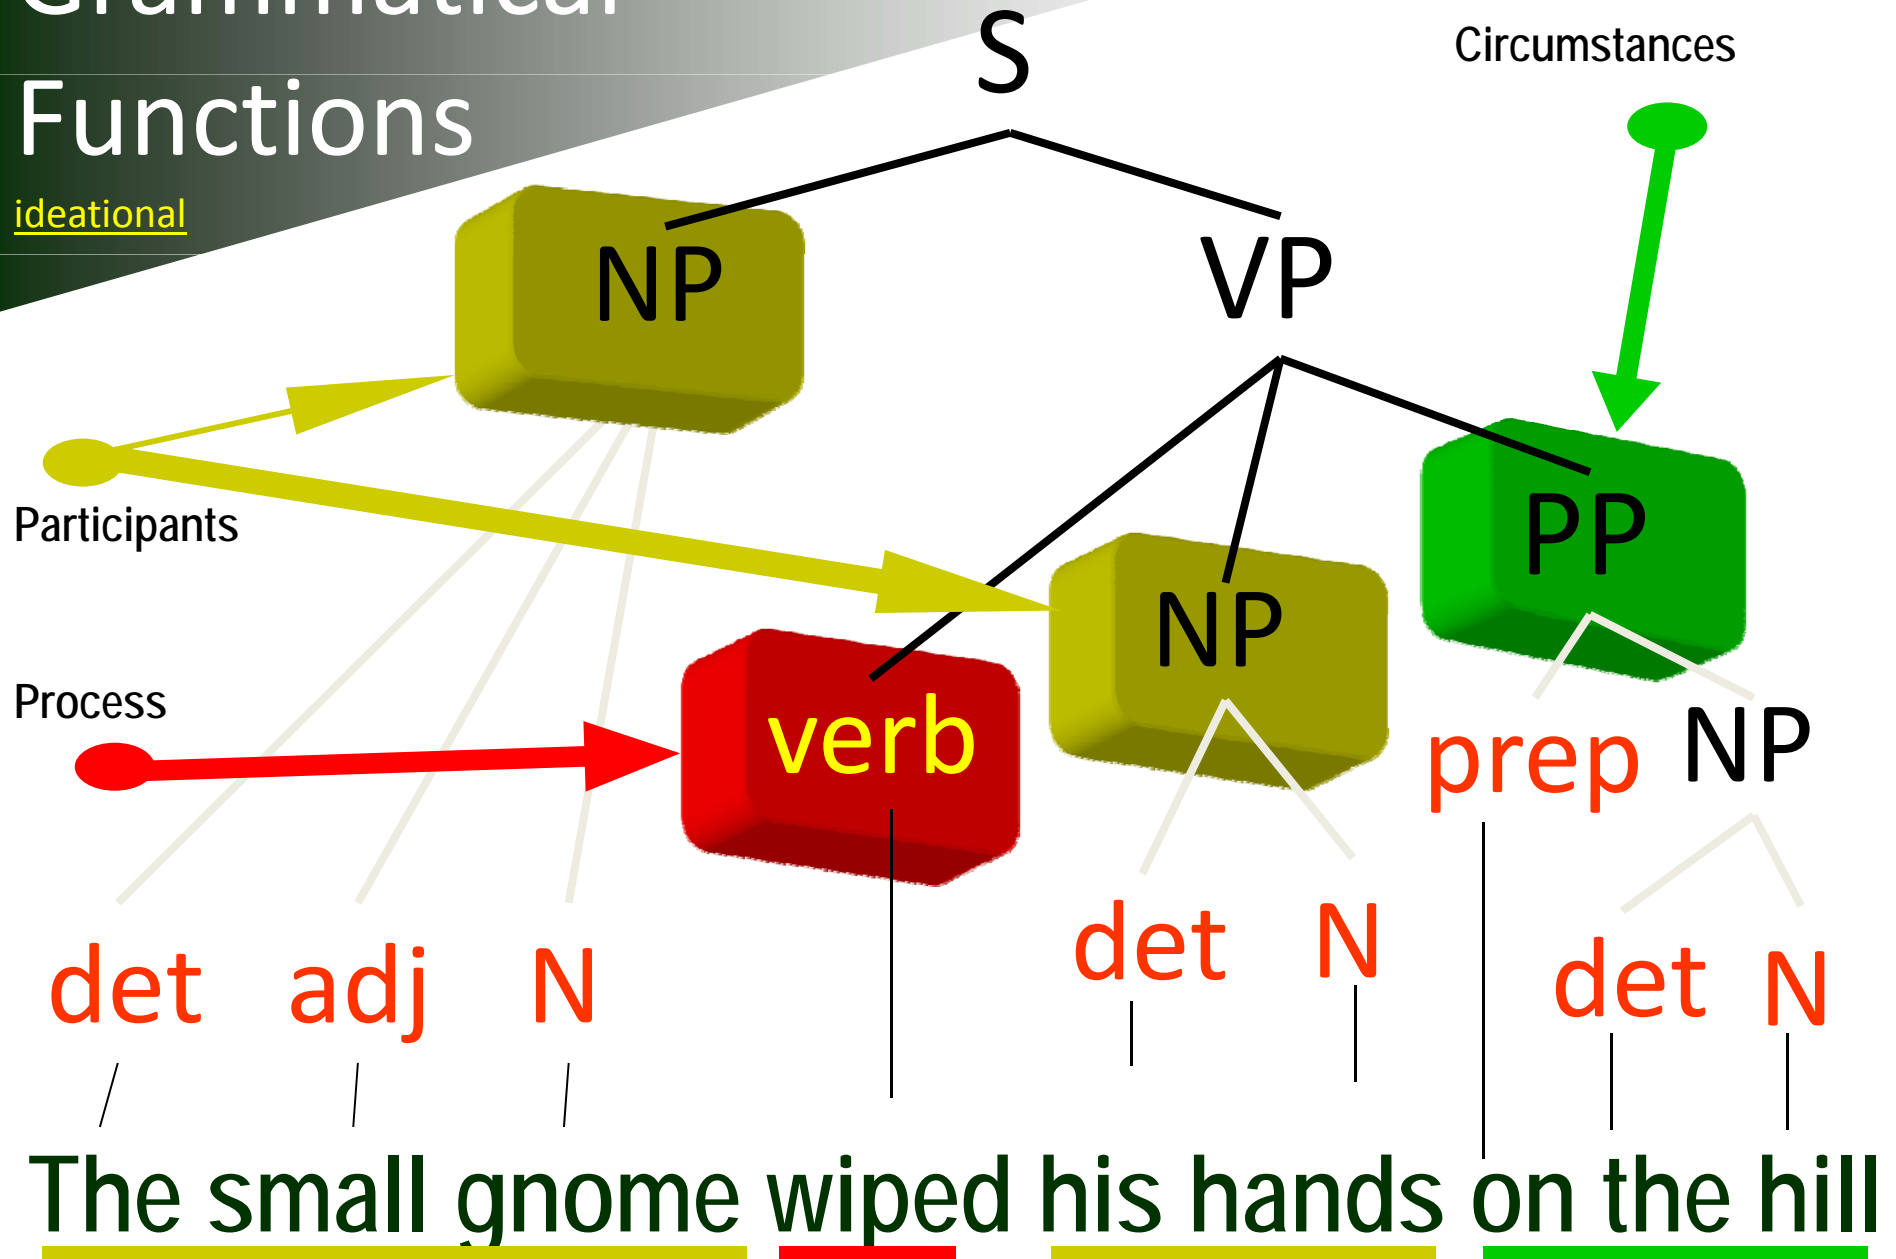 Grammatical
Functions
ideational
S
Circumstances
NP
VP
Participants
PP
NP
Process
verb
prep NP
det adj N
det N
det N
The small gnome wiped his hands on the hill